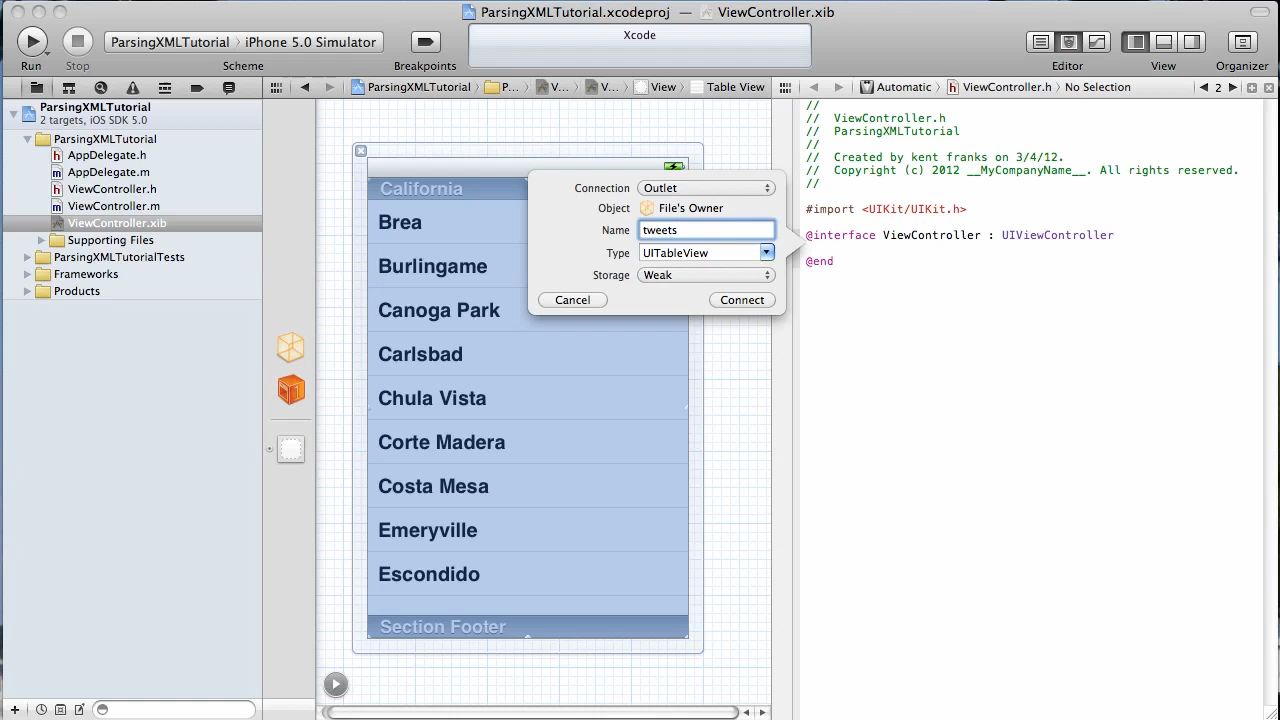 ParsingXMLTutorial.xcodeproj — ViewController.xib
ParsingXMLTutorial > iPhone 5.0 Simulator
Xcode
Run
Stop
Scheme
Breakpoints
Editor
View
Organizer
ParsingXMLTutorial
P...
V...
V...
View
Table View
Automatic
ViewController.h
No Selection
2
ParsingXMLTutorial
2 targets, iOS SDK 5.0
ParsingXMLTutorial
AppDelegate.h
AppDelegate.m
ViewController.h
ViewController.m
ViewController.xib
Supporting Files
ParsingXMLTutorialTests
Frameworks
Products
California
Brea
Burlingame
Canoga Park
Carlsbad
Chula Vista
Corte Madera
Costa Mesa
Emeryville
Escondido
Section Footer
Connection Outlet
Object File's Owner
Name tweets
Type UITableView
Storage Weak
Cancel
Connect
//
// ViewController.h
// ParsingXMLTutorial
//
// Created by kent franks on 3/4/12.
// Copyright (c) 2012 __MyCompanyName__. All rights reserved.
//
#import <UIKit/UIKit.h>
@interface ViewController : UIViewController
@end